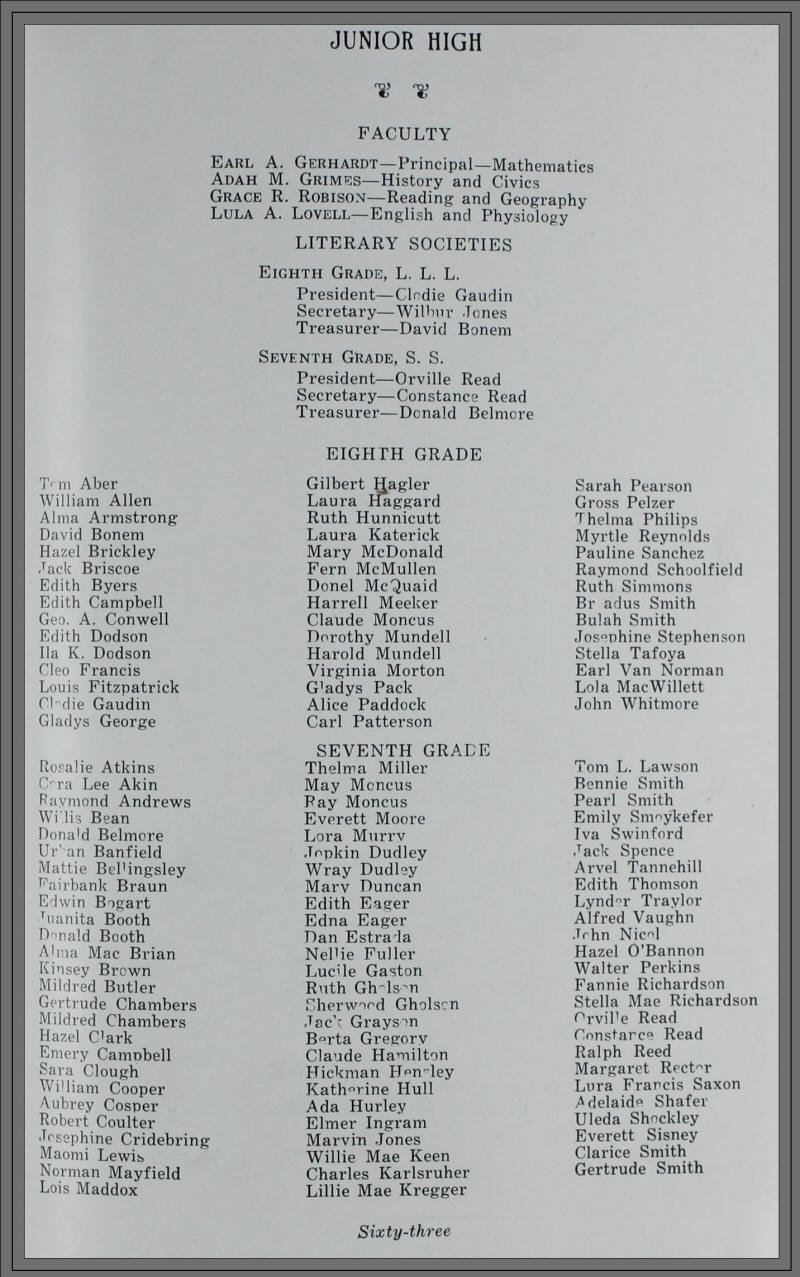 JUNIOR HIGH
FACULTY
EARL A. GERHARDT—Principal—Mathematics
ADAH M. GRIMES—History and Civics
GRACE R. ROBISON—Reading and Geography
LULA A. LOVELL—English and Physiology
LITERARY SOCIETIES
EIGHTH GRADE, L. L. L.
President—Clodie Gaudin
Secretary—Wilbur Jones
Treasurer—David Bonem
SEVENTH GRADE, S. S.
President—Orville Read
Secretary—Constance Read
Treasurer—Donald Belmore
EIGHTH GRADE
Tom Aber
William Allen
Alma Armstrong
David Bonem
Hazel Brickley
Jack Briscoe
Edith Byers
Edith Campbell
Geo. A. Conwell
Edith Dodson
Ila K. Dodson
Cleo Francis
Louis Fitzpatrick
Clodie Gaudin
Gladys George
Gilbert Hagler
Laura Haggard
Ruth Hunnicutt
Laura Katerick
Mary McDonald
Fern McMullen
Donel McQuaid
Harrell Meeker
Claude Moncus
Dorothy Mundell
Harold Mundell
Virginia Morton
Gladys Pack
Alice Paddock
Carl Patterson
Sarah Pearson
Gross Pelzer
Thelma Philips
Myrtle Reynolds
Pauline Sanchez
Raymond Schoolfield
Ruth Simmons
Br adus Smith
Bulah Smith
Josephine Stephenson
Stella Tafoya
Earl Van Norman
Lola MacWillett
John Whitmore
SEVENTH GRADE
Rosalie Atkins
Cora Lee Akin
Raymond Andrews
Willis Bean
Donald Belmore
Urban Banfield
Mattie Bellingsley
Fairbank Braun
Edwin Bogart
Juanita Booth
Donald Booth
Alma Mac Brian
Kinsey Brown
Mildred Butler
Gertrude Chambers
Mildred Chambers
Hazel Clark
Emery Campbell
Sara Clough
William Cooper
Aubrey Cosper
Robert Coulter
Josephine Cridebring
Maomi Lewis
Norman Mayfield
Lois Maddox
Thelma Miller
May Moncus
Ray Moncus
Everett Moore
Lora Murry
Jopkin Dudley
Wray Dudley
Mary Duncan
Edith Eager
Edna Eager
Dan Estrada
Nellie Fuller
Lucile Gaston
Ruth Gholson
Sherwood Gholson
Jack Grayson
Berta Gregory
Claude Hamilton
Hickman Hensley
Katherine Hull
Ada Hurley
Elmer Ingram
Marvin Jones
Willie Mae Keen
Charles Karlsruher
Lillie Mae Kregger
Tom L. Lawson
Bennie Smith
Pearl Smith
Emily Smoykefer
Iva Swinford
Jack Spence
Arvel Tannehill
Edith Thomson
Lynder Traylor
Alfred Vaughn
John Nicol
Hazel O'Bannon
Walter Perkins
Fannie Richardson
Stella Mae Richardson
Orville Read
Constance Read
Ralph Reed
Margaret Rector
Lura Francis Saxon
Adelaide Shafer
Uleda Shockley
Everett Sisney
Clarice Smith
Gertrude Smith
Sixty-three